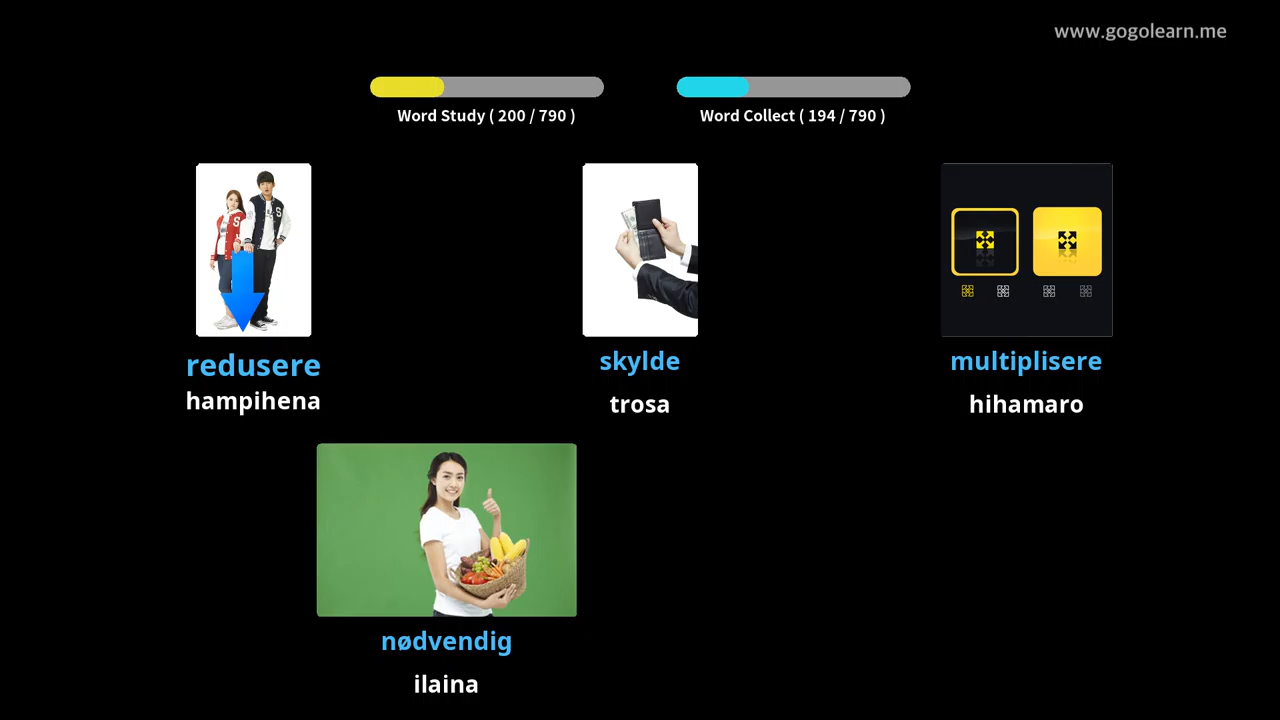 www.gogolearn.me
Word Study ( 200 / 790 )
Word Collect ( 194 / 790 )
redusere
hampihena
skylde
trosa
multiplisere
hihamaro
nødvendig
ilaina